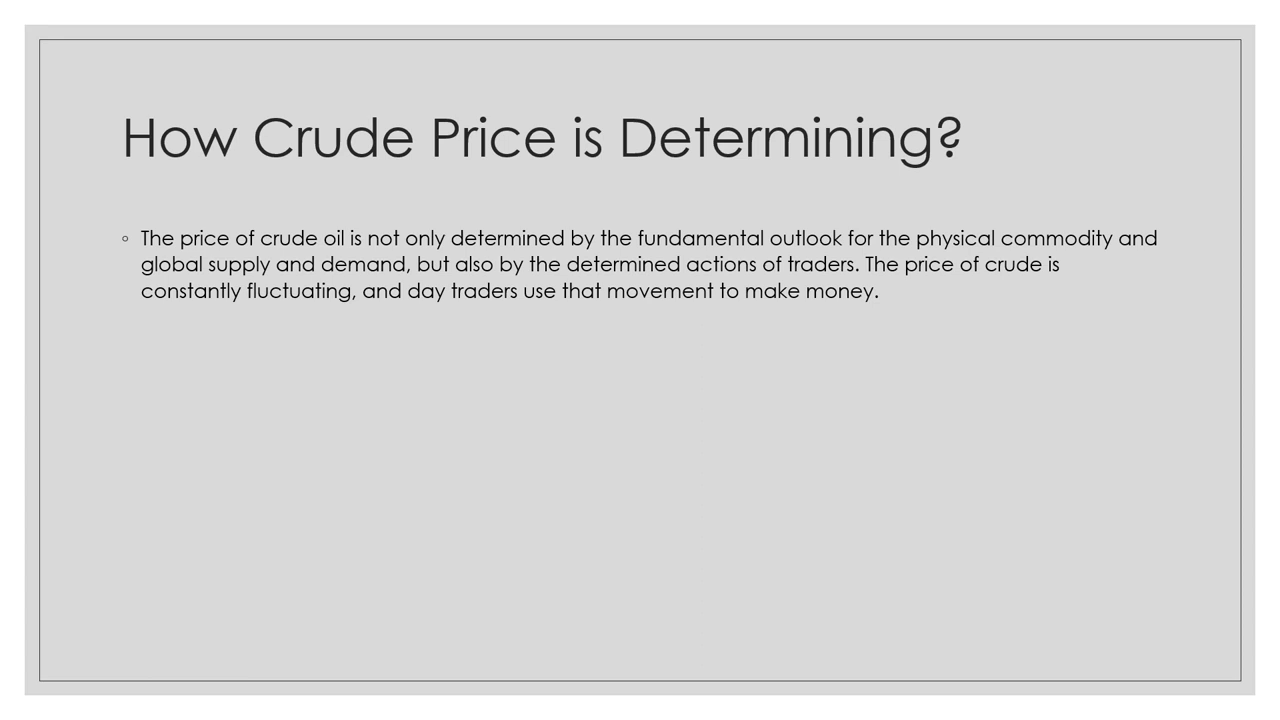 How Crude Price is Determining?
◦ The price of crude oil is not only determined by the fundamental outlook for the physical commodity and
global supply and demand, but also by the determined actions of traders. The price of crude is
constantly fluctuating, and day traders use that movement to make money.